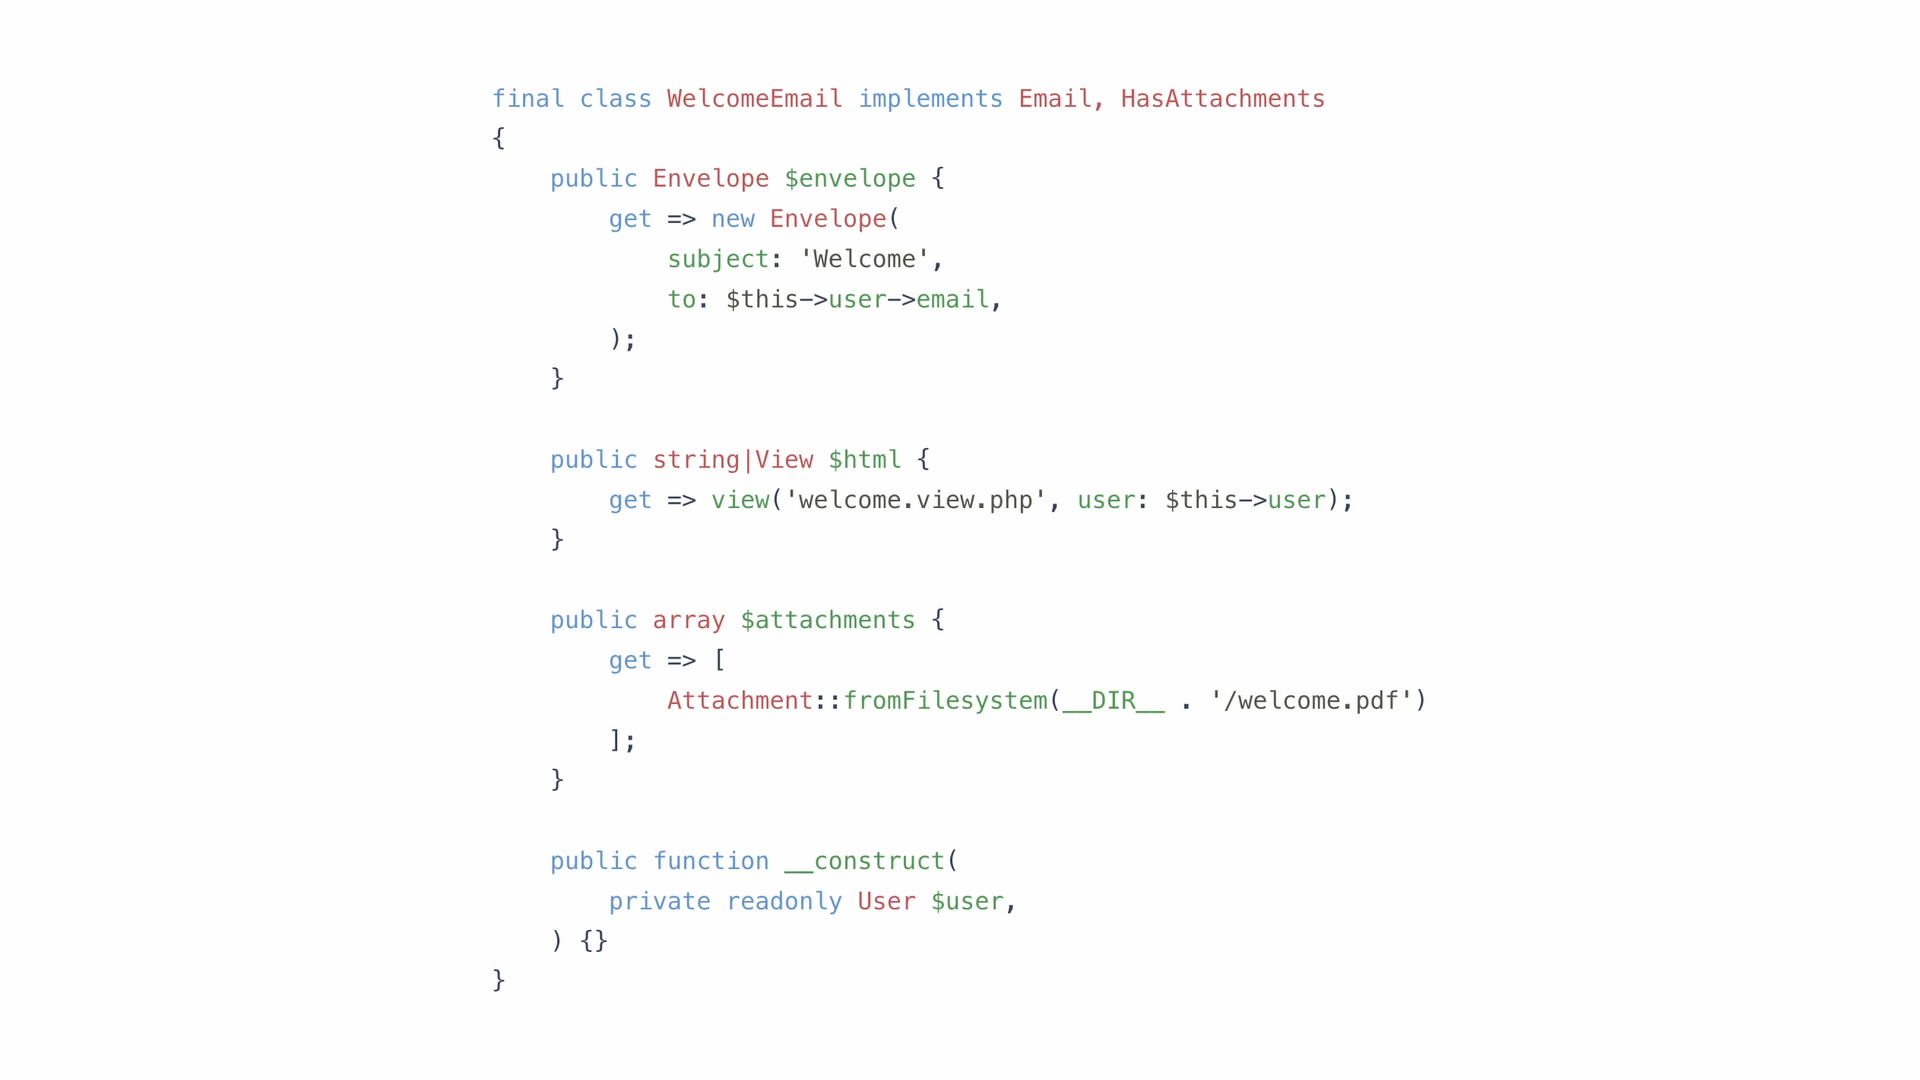 final class WelcomeEmail implements Email, HasAttachments
{
    public Envelope $envelope {
        get => new Envelope(
            subject: 'Welcome',
            to: $this->user->email,
        );
    }

    public string|View $html {
        get => view('welcome.view.php', user: $this->user);
    }

    public array $attachments {
        get => [
            Attachment::fromFilesystem(__DIR__ . '/welcome.pdf')
        ];
    }

    public function __construct(
        private readonly User $user,
    ) {}
}